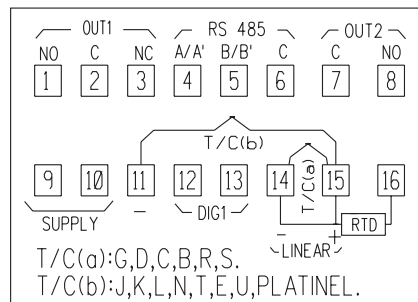 OUT1 RS 485 OUT2
NO C NC A/A' B/B' C C NO
1 2 3 4 5 6 7 8
T/C(b)
T/C(a)
9 10 11 12 13 14 15 16
SUPPLY - DIG1 - + RTD
LINEAR
T/C(a):G,D,C,B,R,S.
T/C(b):J,K,L,N,T,E,U,PLATINEL.